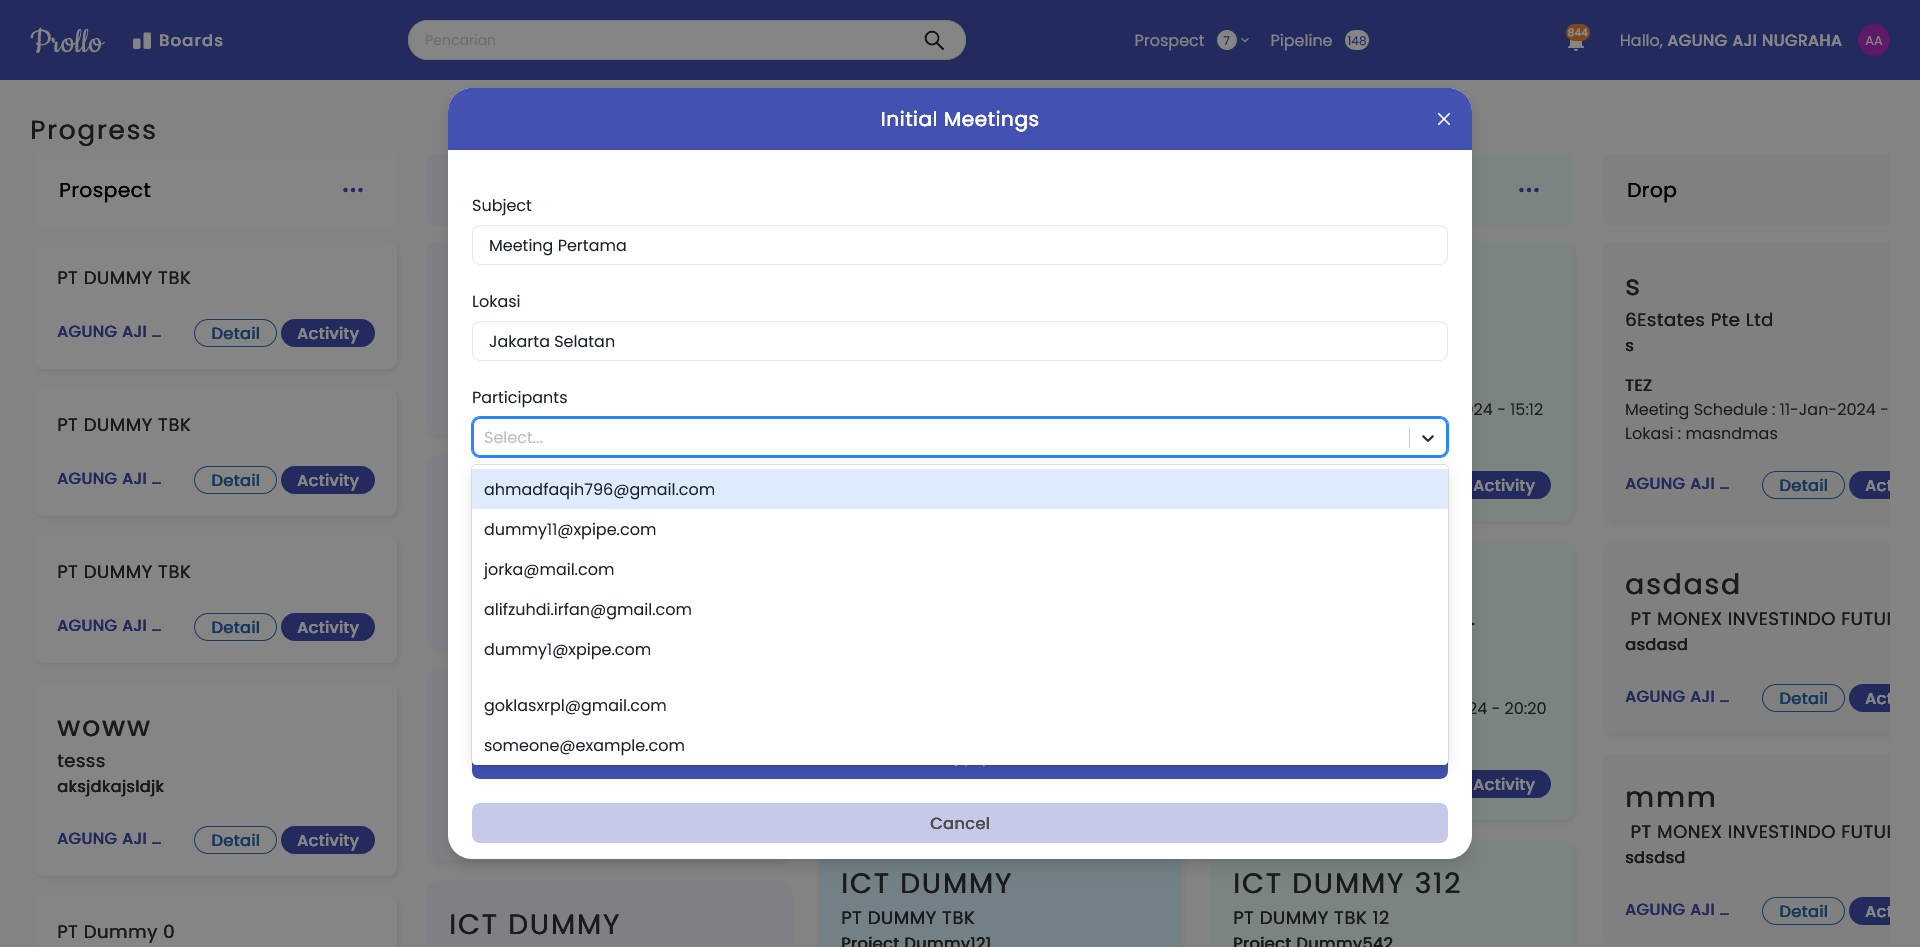 Prollo
Boards
Pencarian
Prospect 7
Pipeline 148
844
Hallo, AGUNG AJI NUGRAHA
AA
Progress
Prospect
PT DUMMY TBK
AGUNG AJI ...
Detail
Activity
PT DUMMY TBK
AGUNG AJI ...
Detail
Activity
PT DUMMY TBK
AGUNG AJI ...
Detail
Activity
woww
tesss
aksjdkajsldjk
AGUNG AJI ...
Detail
Activity
PT Dummy 0
Initial Meetings
Subject
Meeting Pertama
Lokasi
Jakarta Selatan
Participants
Select...
ahmadfaqih796@gmail.com
dummy11@xpipe.com
jorka@mail.com
alifzuhdi.irfan@gmail.com
dummy1@xpipe.com
goklasxrpl@gmail.com
someone@example.com
Cancel
ICT DUMMY
ICT DUMMY
PT DUMMY TBK
Project Dummy121
24 - 15:12
Activity
24 - 20:20
Activity
ICT DUMMY 312
PT DUMMY TBK 12
Project Dummy542
Drop
s
6Estates Pte Ltd
s
TEZ
Meeting Schedule : 11-Jan-2024 -
Lokasi : masndmas
AGUNG AJI ...
Detail
Act
asdasd
PT MONEX INVESTINDO FUTU
asdasd
AGUNG AJI ...
Detail
Act
mmm
PT MONEX INVESTINDO FUTU
sdsdsd
AGUNG AJI ...
Detail
Act